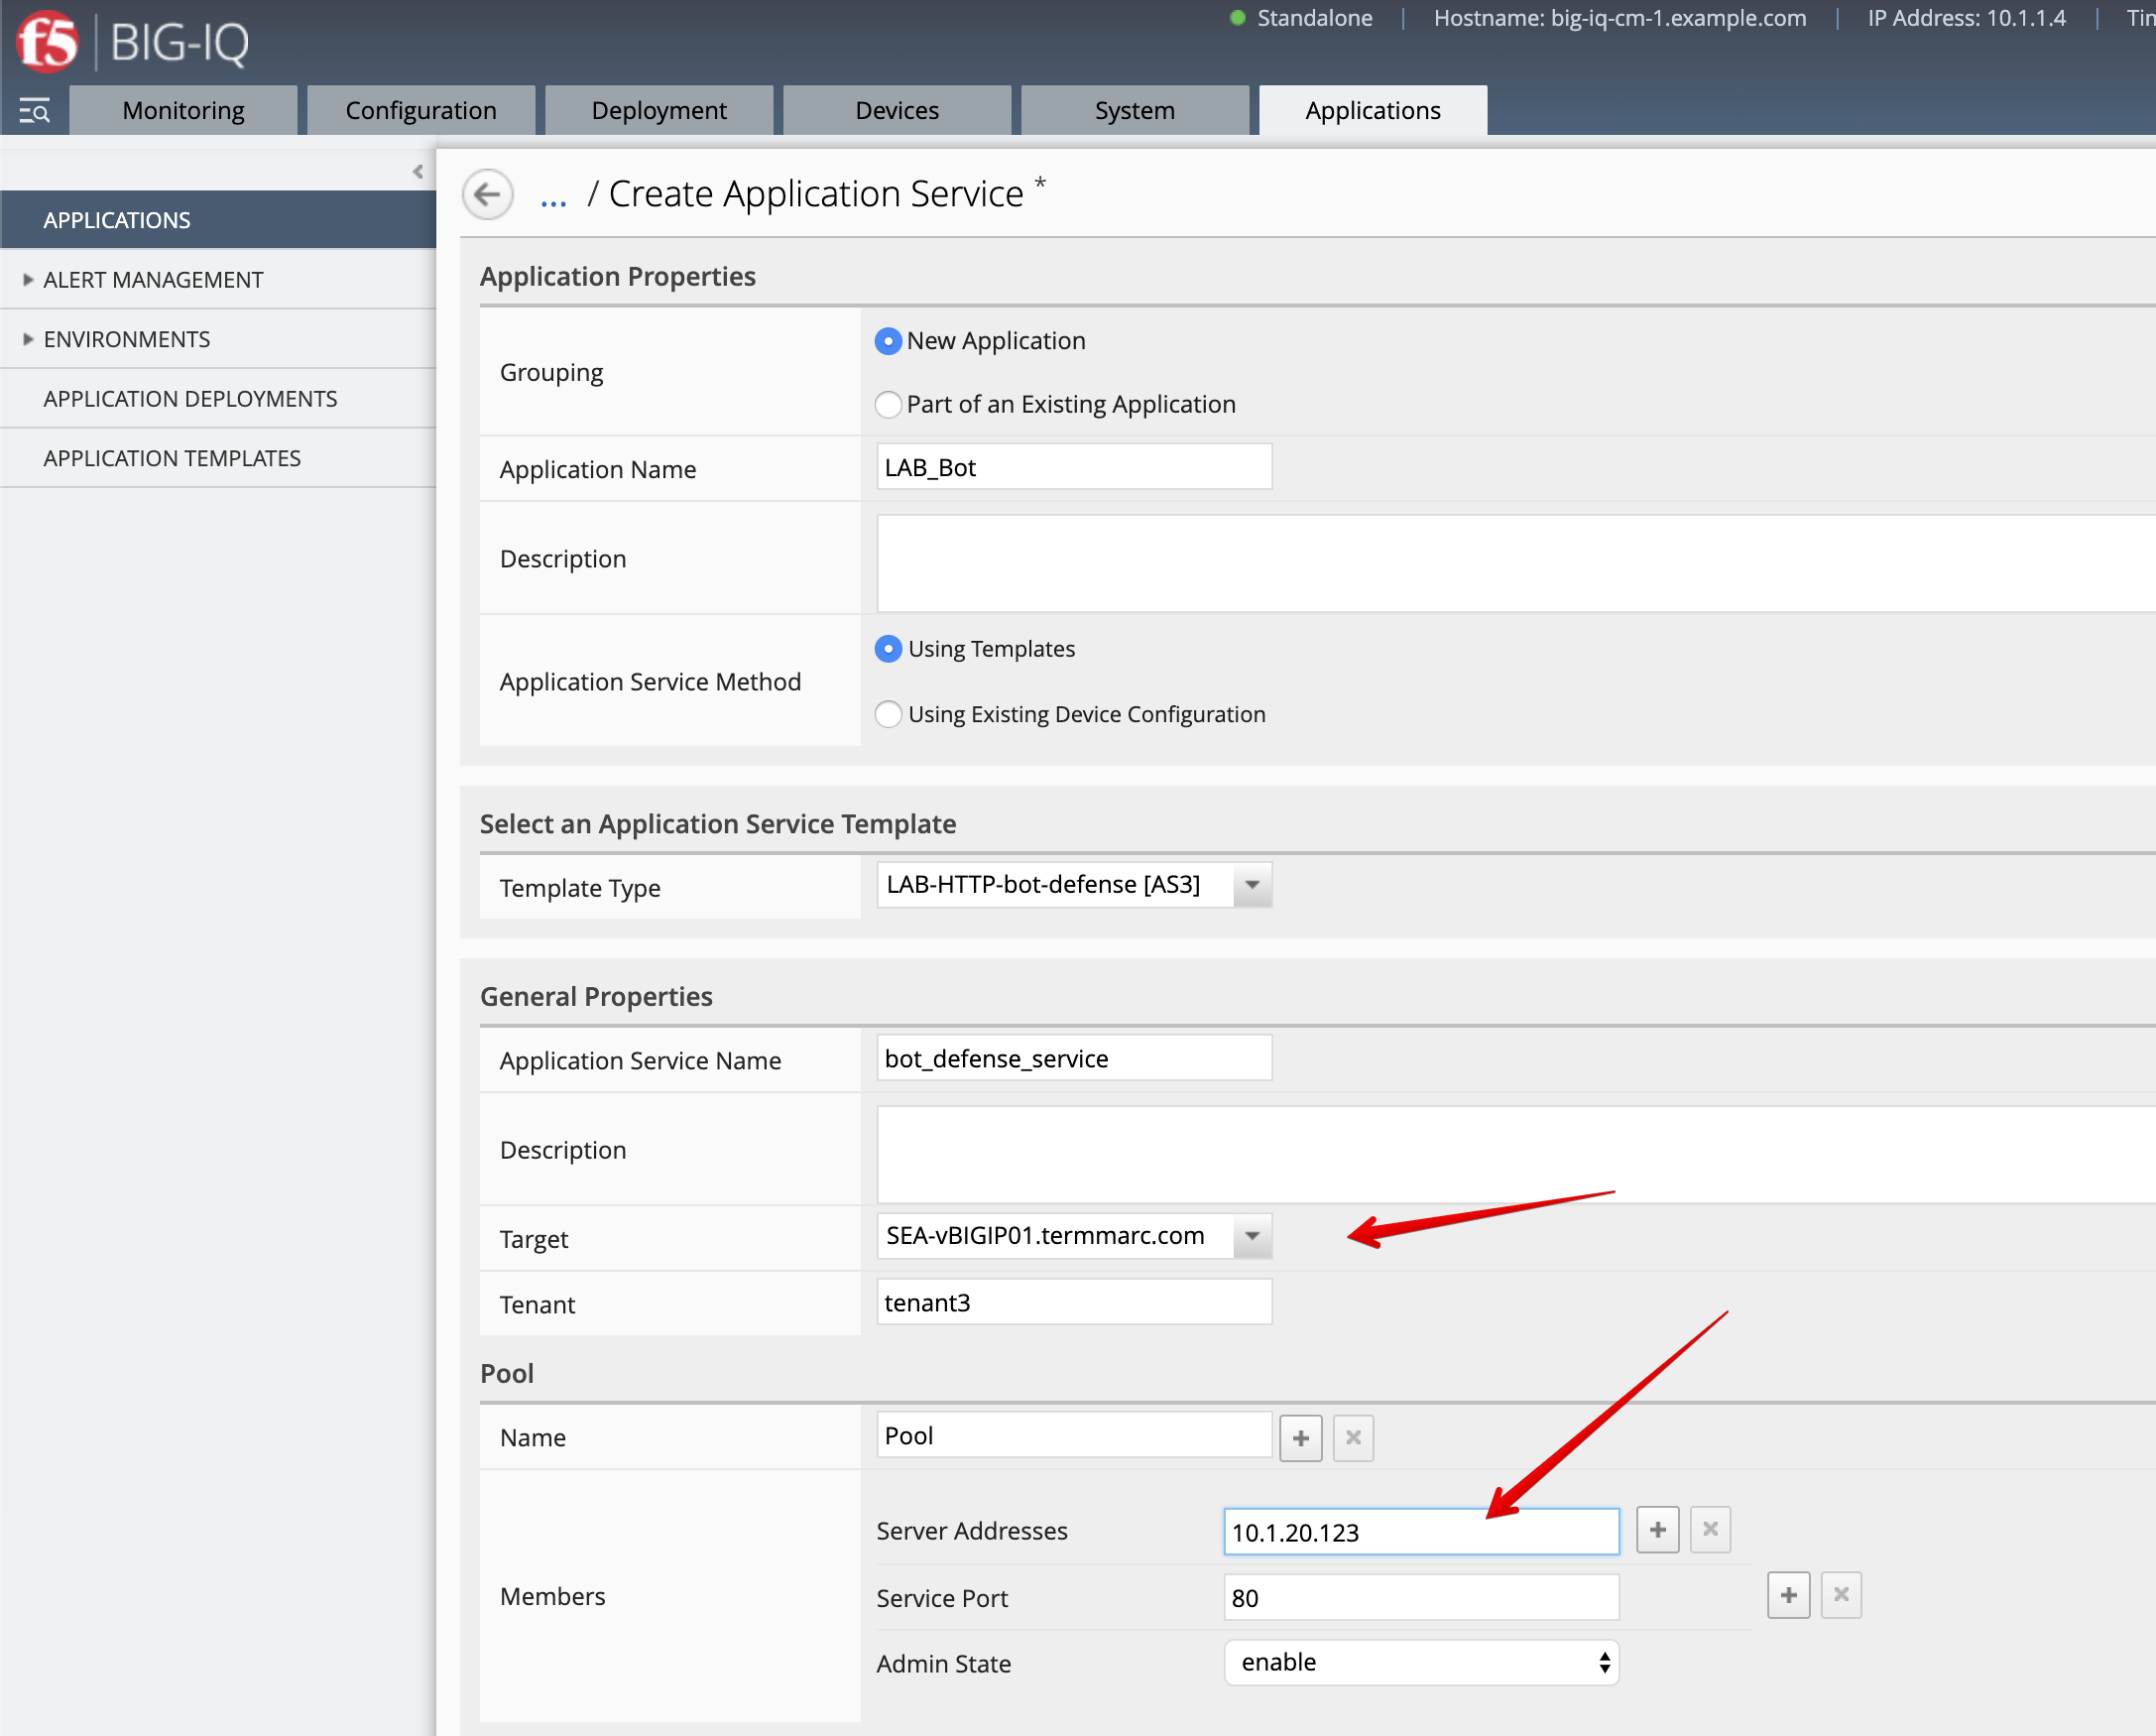 f5 BIG-IQ
Standalone | Hostname: big-iq-cm-1.example.com | IP Address: 10.1.1.4 |
Monitoring Configuration Deployment Devices System Applications
... / Create Application Service *
APPLICATIONS
ALERT MANAGEMENT
ENVIRONMENTS
APPLICATION DEPLOYMENTS
APPLICATION TEMPLATES
Application Properties
Grouping
New Application
Part of an Existing Application
Application Name LAB_Bot
Description
Application Service Method
Using Templates
Using Existing Device Configuration
Select an Application Service Template
Template Type LAB-HTTP-bot-defense [AS3]
General Properties
Application Service Name bot_defense_service
Description
Target SEA-vBIGIP01.termmarc.com
Tenant tenant3
Pool
Name Pool
Members
Server Addresses 10.1.20.123
Service Port 80
Admin State enable